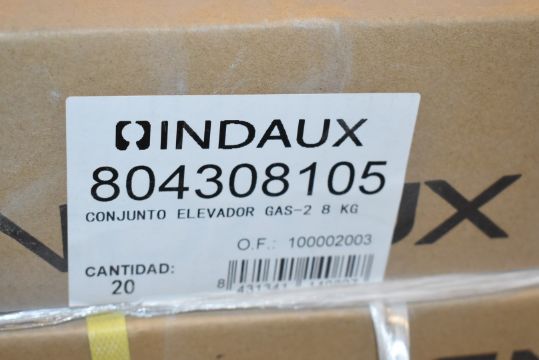 INDAUX
804308105
CONJUNTO ELEVADOR GAS-2 8 KG
O.F.: 100002003
CANTIDAD:
20